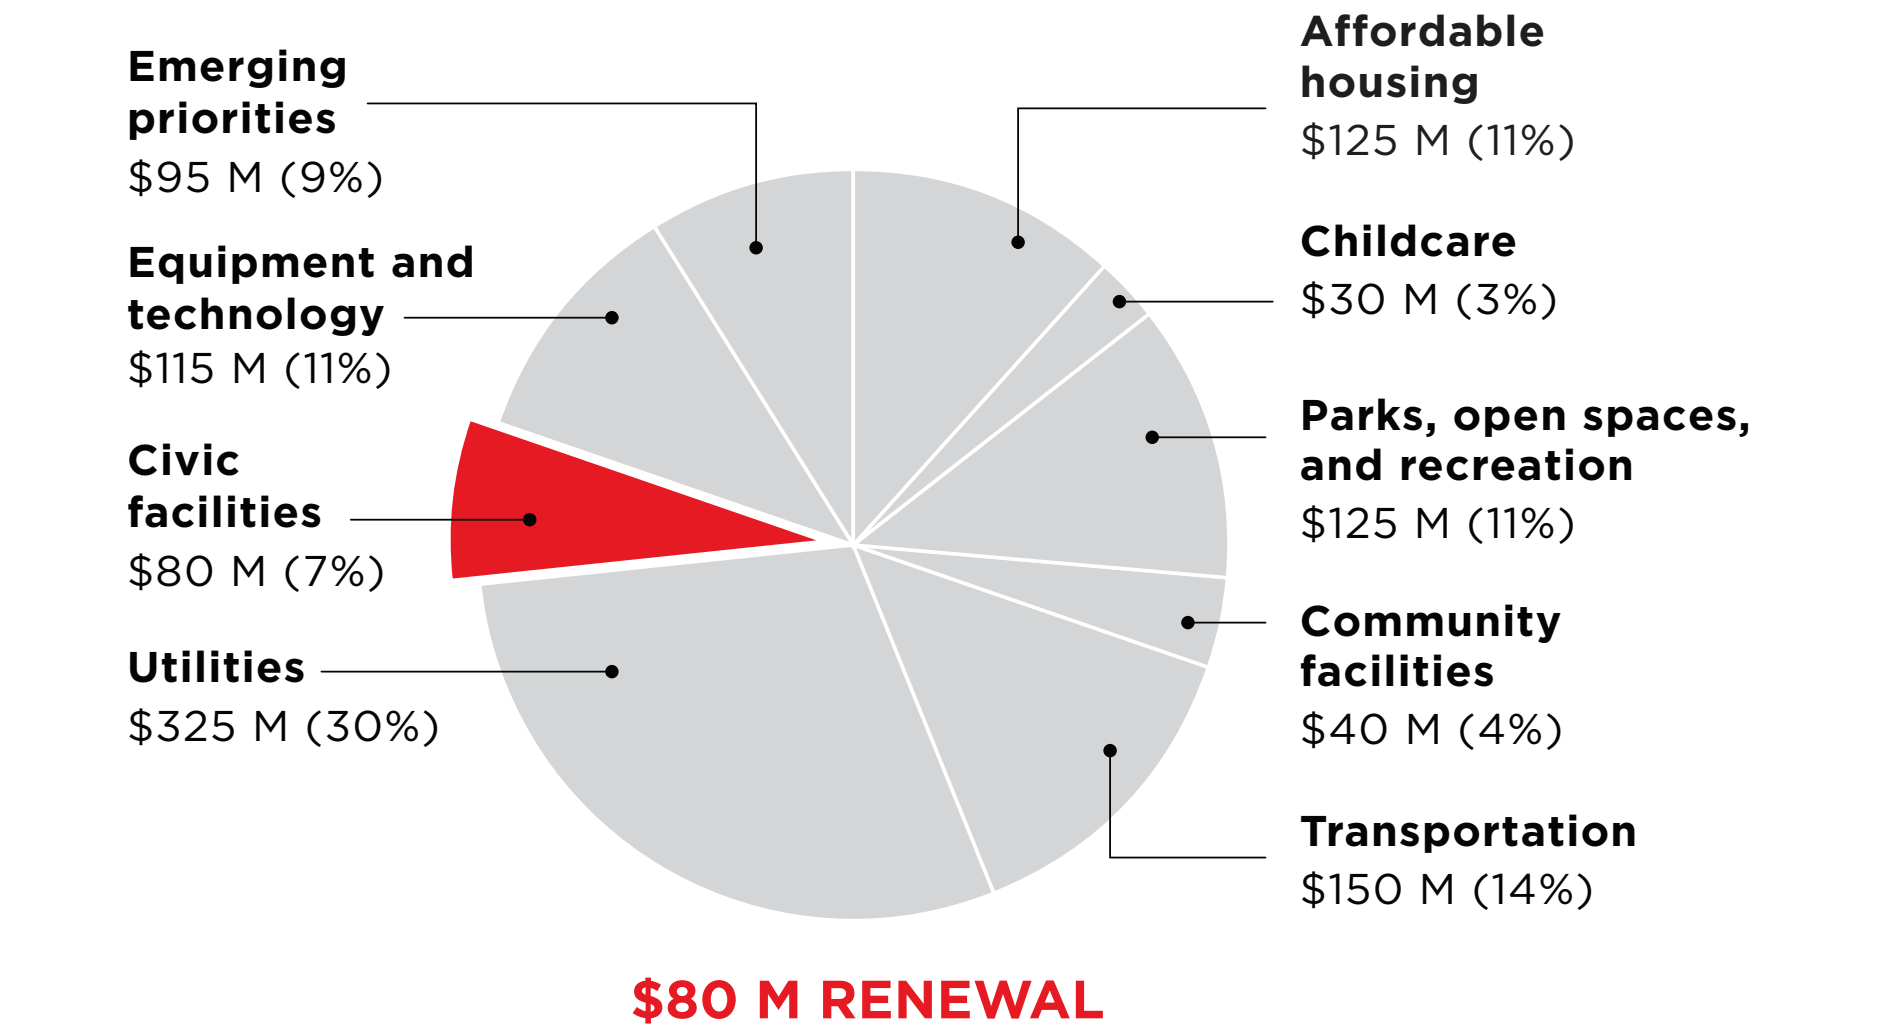 Emerging
priorities
$95 M (9%)
Equipment and
technology
$115 M (11%)
Civic
facilities
$80 M (7%)
Utilities
$325 M (30%)
Affordable
housing
$125 M (11%)
Childcare
$30 M (3%)
Parks, open spaces,
and recreation
$125 M (11%)
Community
facilities
$40 M (4%)
Transportation
$150 M (14%)
$80 M RENEWAL